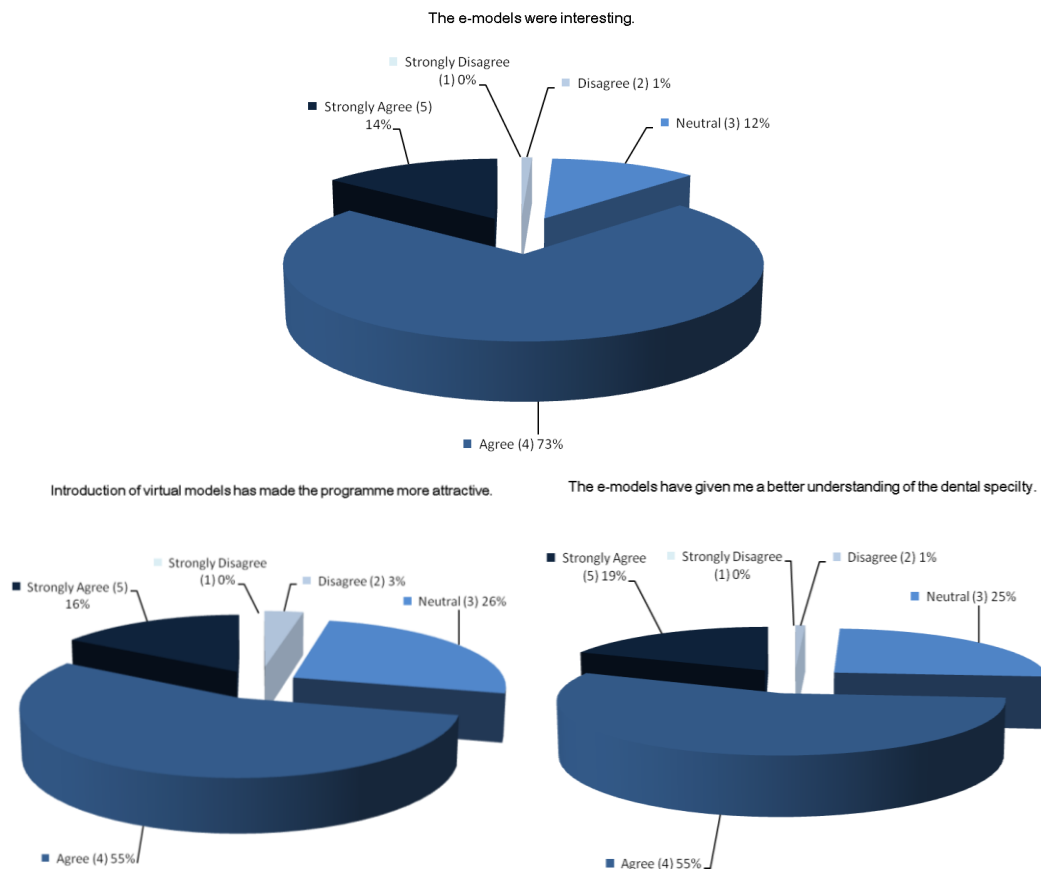 The e-models were interesting.
Strongly Disagree
(1) 0%
Disagree (2) 1%
Strongly Agree (5)
14%
Neutral (3) 12%
Agree (4) 73%
Introduction of virtual models has made the programme more attractive.
Strongly Disagree
(1) 0%
Disagree (2) 3%
Strongly Agree (5)
16%
Neutral (3) 26%
Agree (4) 55%
The e-models have given me a better understanding of the dental specilty.
Strongly Agree
(5) 19%
Strongly Disagree
(1) 0%
Disagree (2) 1%
Neutral (3) 25%
Agree (4) 55%